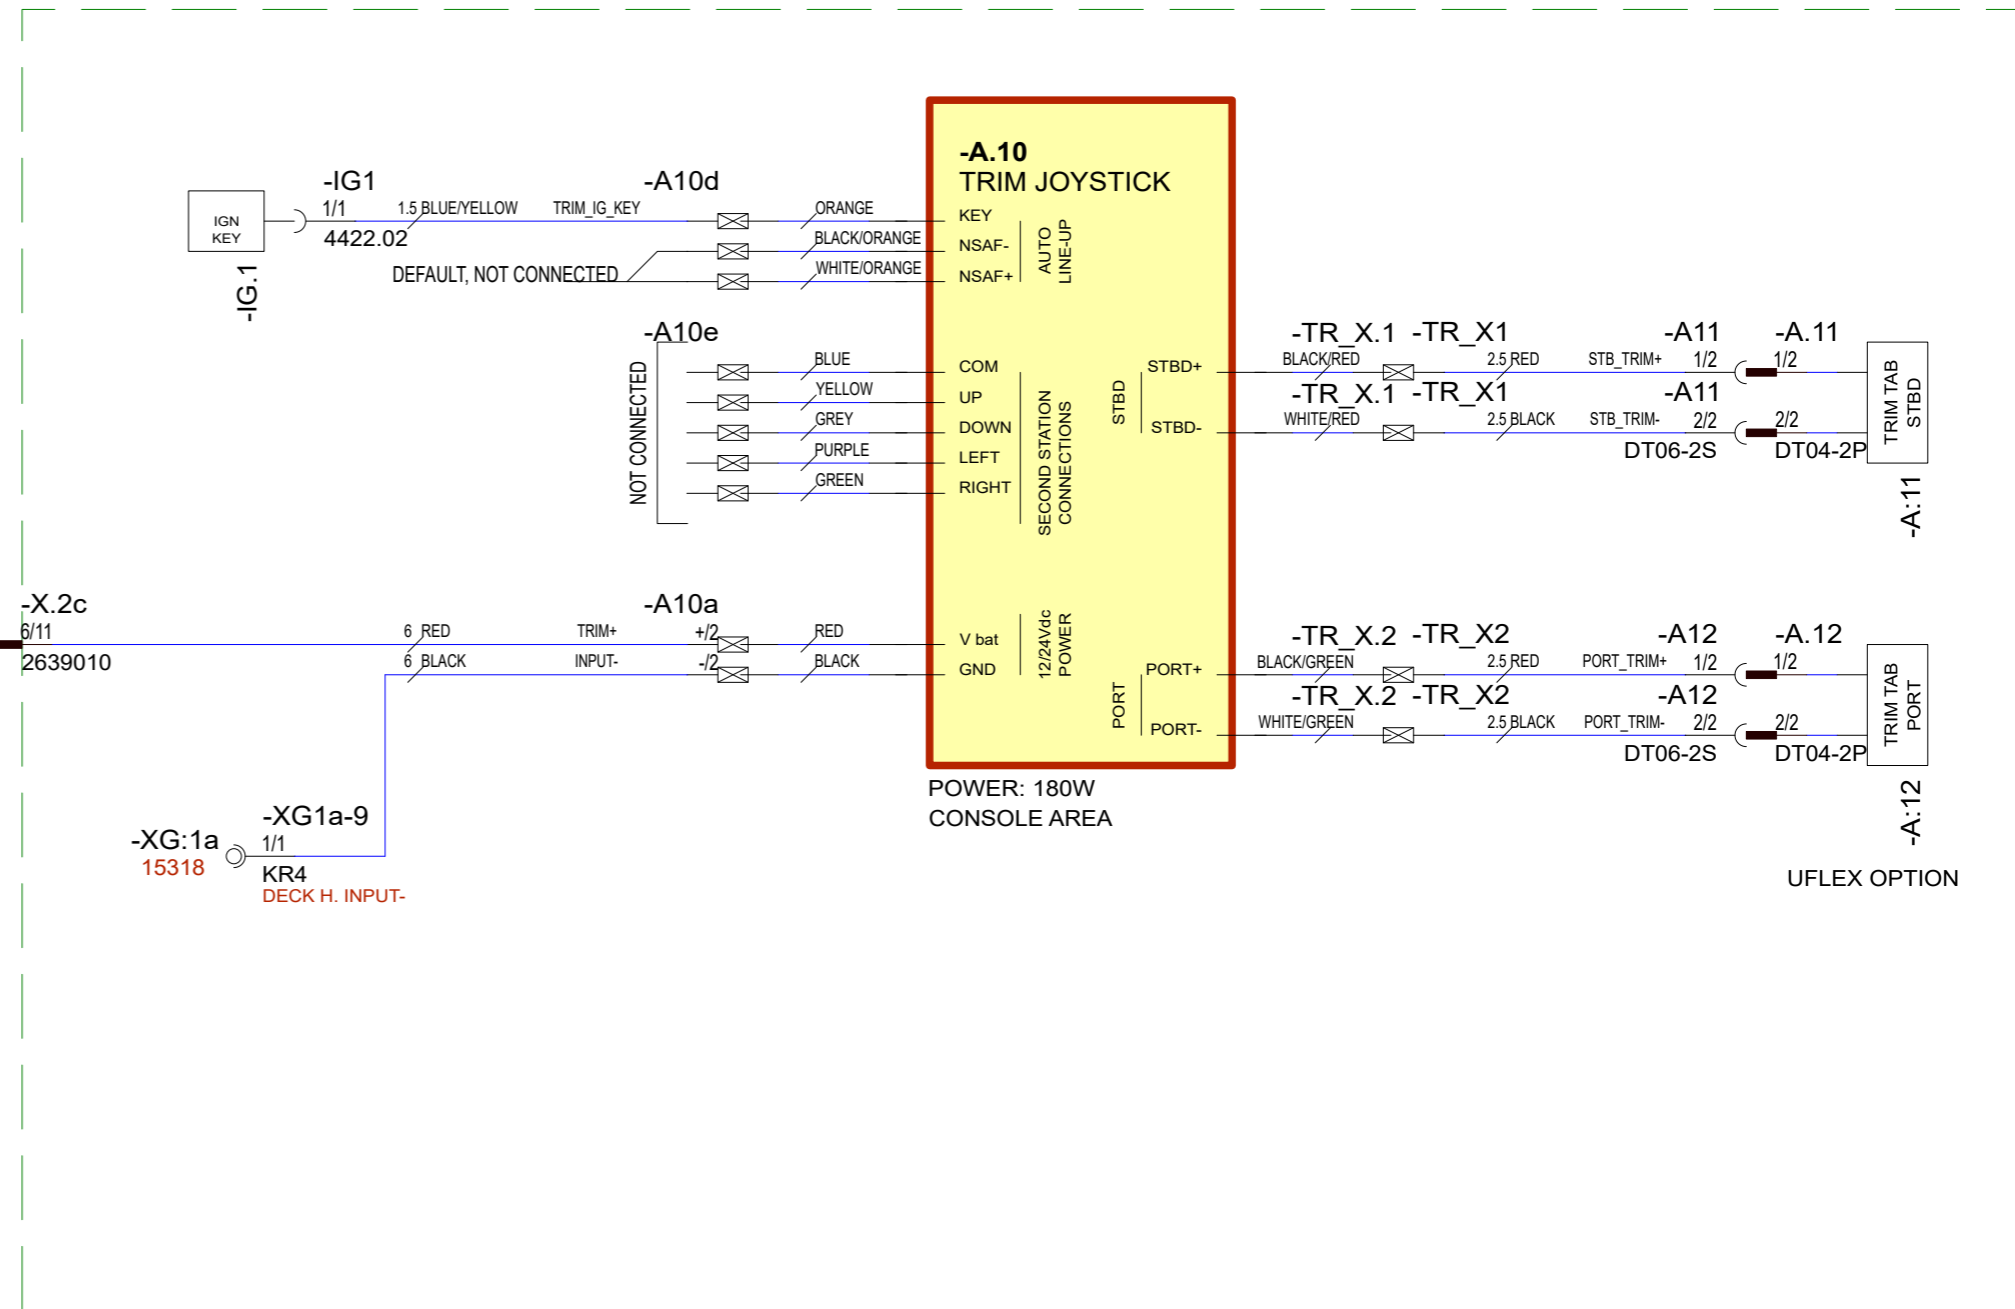 -A.10
TRIM JOYSTICK
-IG1
-A10d
1/1
1.5 BLUE/YELLOW
TRIM_IG_KEY
ORANGE
KEY
IGN
KEY
4422.02
BLACK/ORANGE
NSAF-
AUTO
LINE-UP
DEFAULT, NOT CONNECTED
WHITE/ORANGE
NSAF+
-IG.1
-A10e
NOT CONNECTED
BLUE
COM
YELLOW
UP
GREY
DOWN
PURPLE
LEFT
GREEN
RIGHT
SECOND STATION
CONNECTIONS
STBD
STBD+
STBD-
-TR_X.1
-TR_X1
-A11
-A.11
BLACK/RED
2.5 RED
STB_TRIM+
1/2
1/2
-TR_X.1
-TR_X1
-A11
WHITE/RED
2.5 BLACK
STB_TRIM-
2/2
2/2
DT06-2S
DT04-2P
TRIM TAB
STBD
-A:11
-X.2c
6/11
2639010
-A10a
6 RED
TRIM+
+/2
RED
V bat
6 BLACK
INPUT-
-/2
BLACK
GND
12/24Vdc
POWER
PORT
PORT+
PORT-
-TR_X.2
-TR_X2
-A12
-A.12
BLACK/GREEN
2.5 RED
PORT_TRIM+
1/2
1/2
-TR_X.2
-TR_X2
-A12
WHITE/GREEN
2.5 BLACK
PORT_TRIM-
2/2
2/2
DT06-2S
DT04-2P
TRIM TAB
PORT
-A:12
POWER: 180W
CONSOLE AREA
-XG:1a
15318
-XG1a-9
1/1
KR4
DECK H. INPUT-
UFLEX OPTION